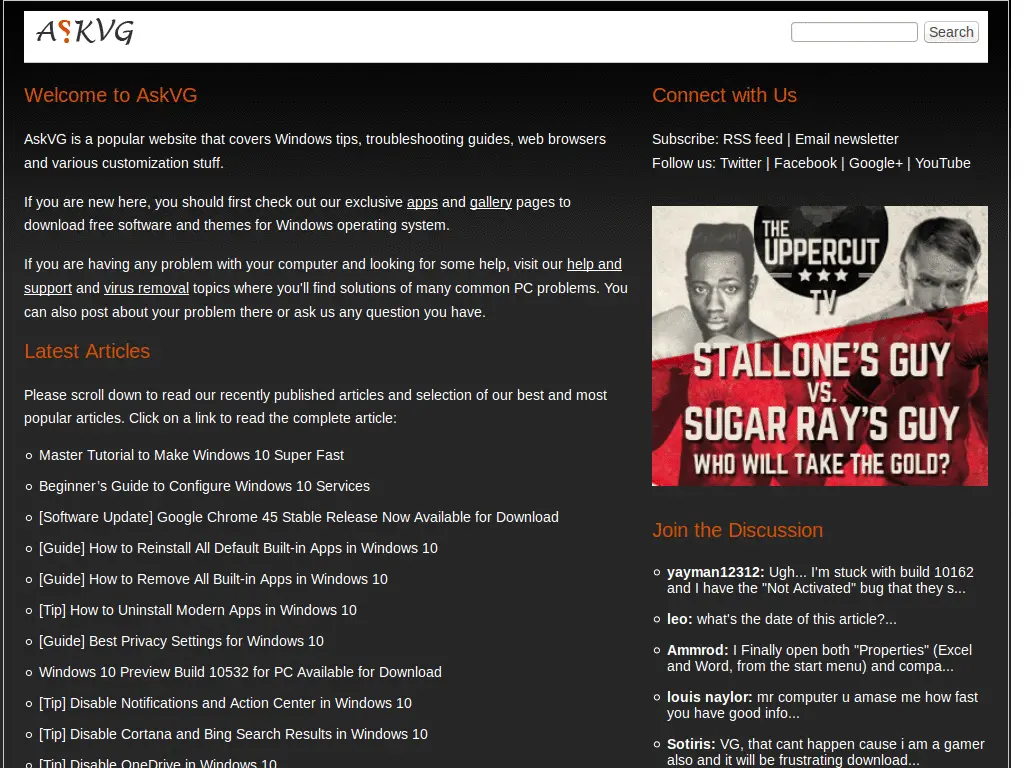 ASKVG
Search
Welcome to AskVG
AskVG is a popular website that covers Windows tips, troubleshooting guides, web browsers
and various customization stuff.
If you are new here, you should first check out our exclusive apps and gallery pages to
download free software and themes for Windows operating system.
If you are having any problem with your computer and looking for some help, visit our help and
support and virus removal topics where you'll find solutions of many common PC problems. You
can also post about your problem there or ask us any question you have.
Latest Articles
Please scroll down to read our recently published articles and selection of our best and most
popular articles. Click on a link to read the complete article:
Master Tutorial to Make Windows 10 Super Fast
Beginner’s Guide to Configure Windows 10 Services
[Software Update] Google Chrome 45 Stable Release Now Available for Download
[Guide] How to Reinstall All Default Built-in Apps in Windows 10
[Guide] How to Remove All Built-in Apps in Windows 10
[Tip] How to Uninstall Modern Apps in Windows 10
[Guide] Best Privacy Settings for Windows 10
Windows 10 Preview Build 10532 for PC Available for Download
[Tip] Disable Notifications and Action Center in Windows 10
[Tip] Disable Cortana and Bing Search Results in Windows 10
[Tip] Disable OneDrive in Windows 10
Connect with Us
Subscribe: RSS feed | Email newsletter
Follow us: Twitter | Facebook | Google+ | YouTube
THE
UPPERCUT
TV
STALLONE'S GUY
VS.
SUGAR RAY'S GUY
WHO WILL TAKE THE GOLD?
Join the Discussion
yayman12312: Ugh... I'm stuck with build 10162
and I have the "Not Activated" bug that they s...
leo: what's the date of this article?...
Ammrod: I Finally open both "Properties" (Excel
and Word, from the start menu) and compa...
louis naylor: mr computer u amase me how fast
you have good info...
Sotiris: VG, that cant happen cause i am a gamer
also and it will be frustrating download...